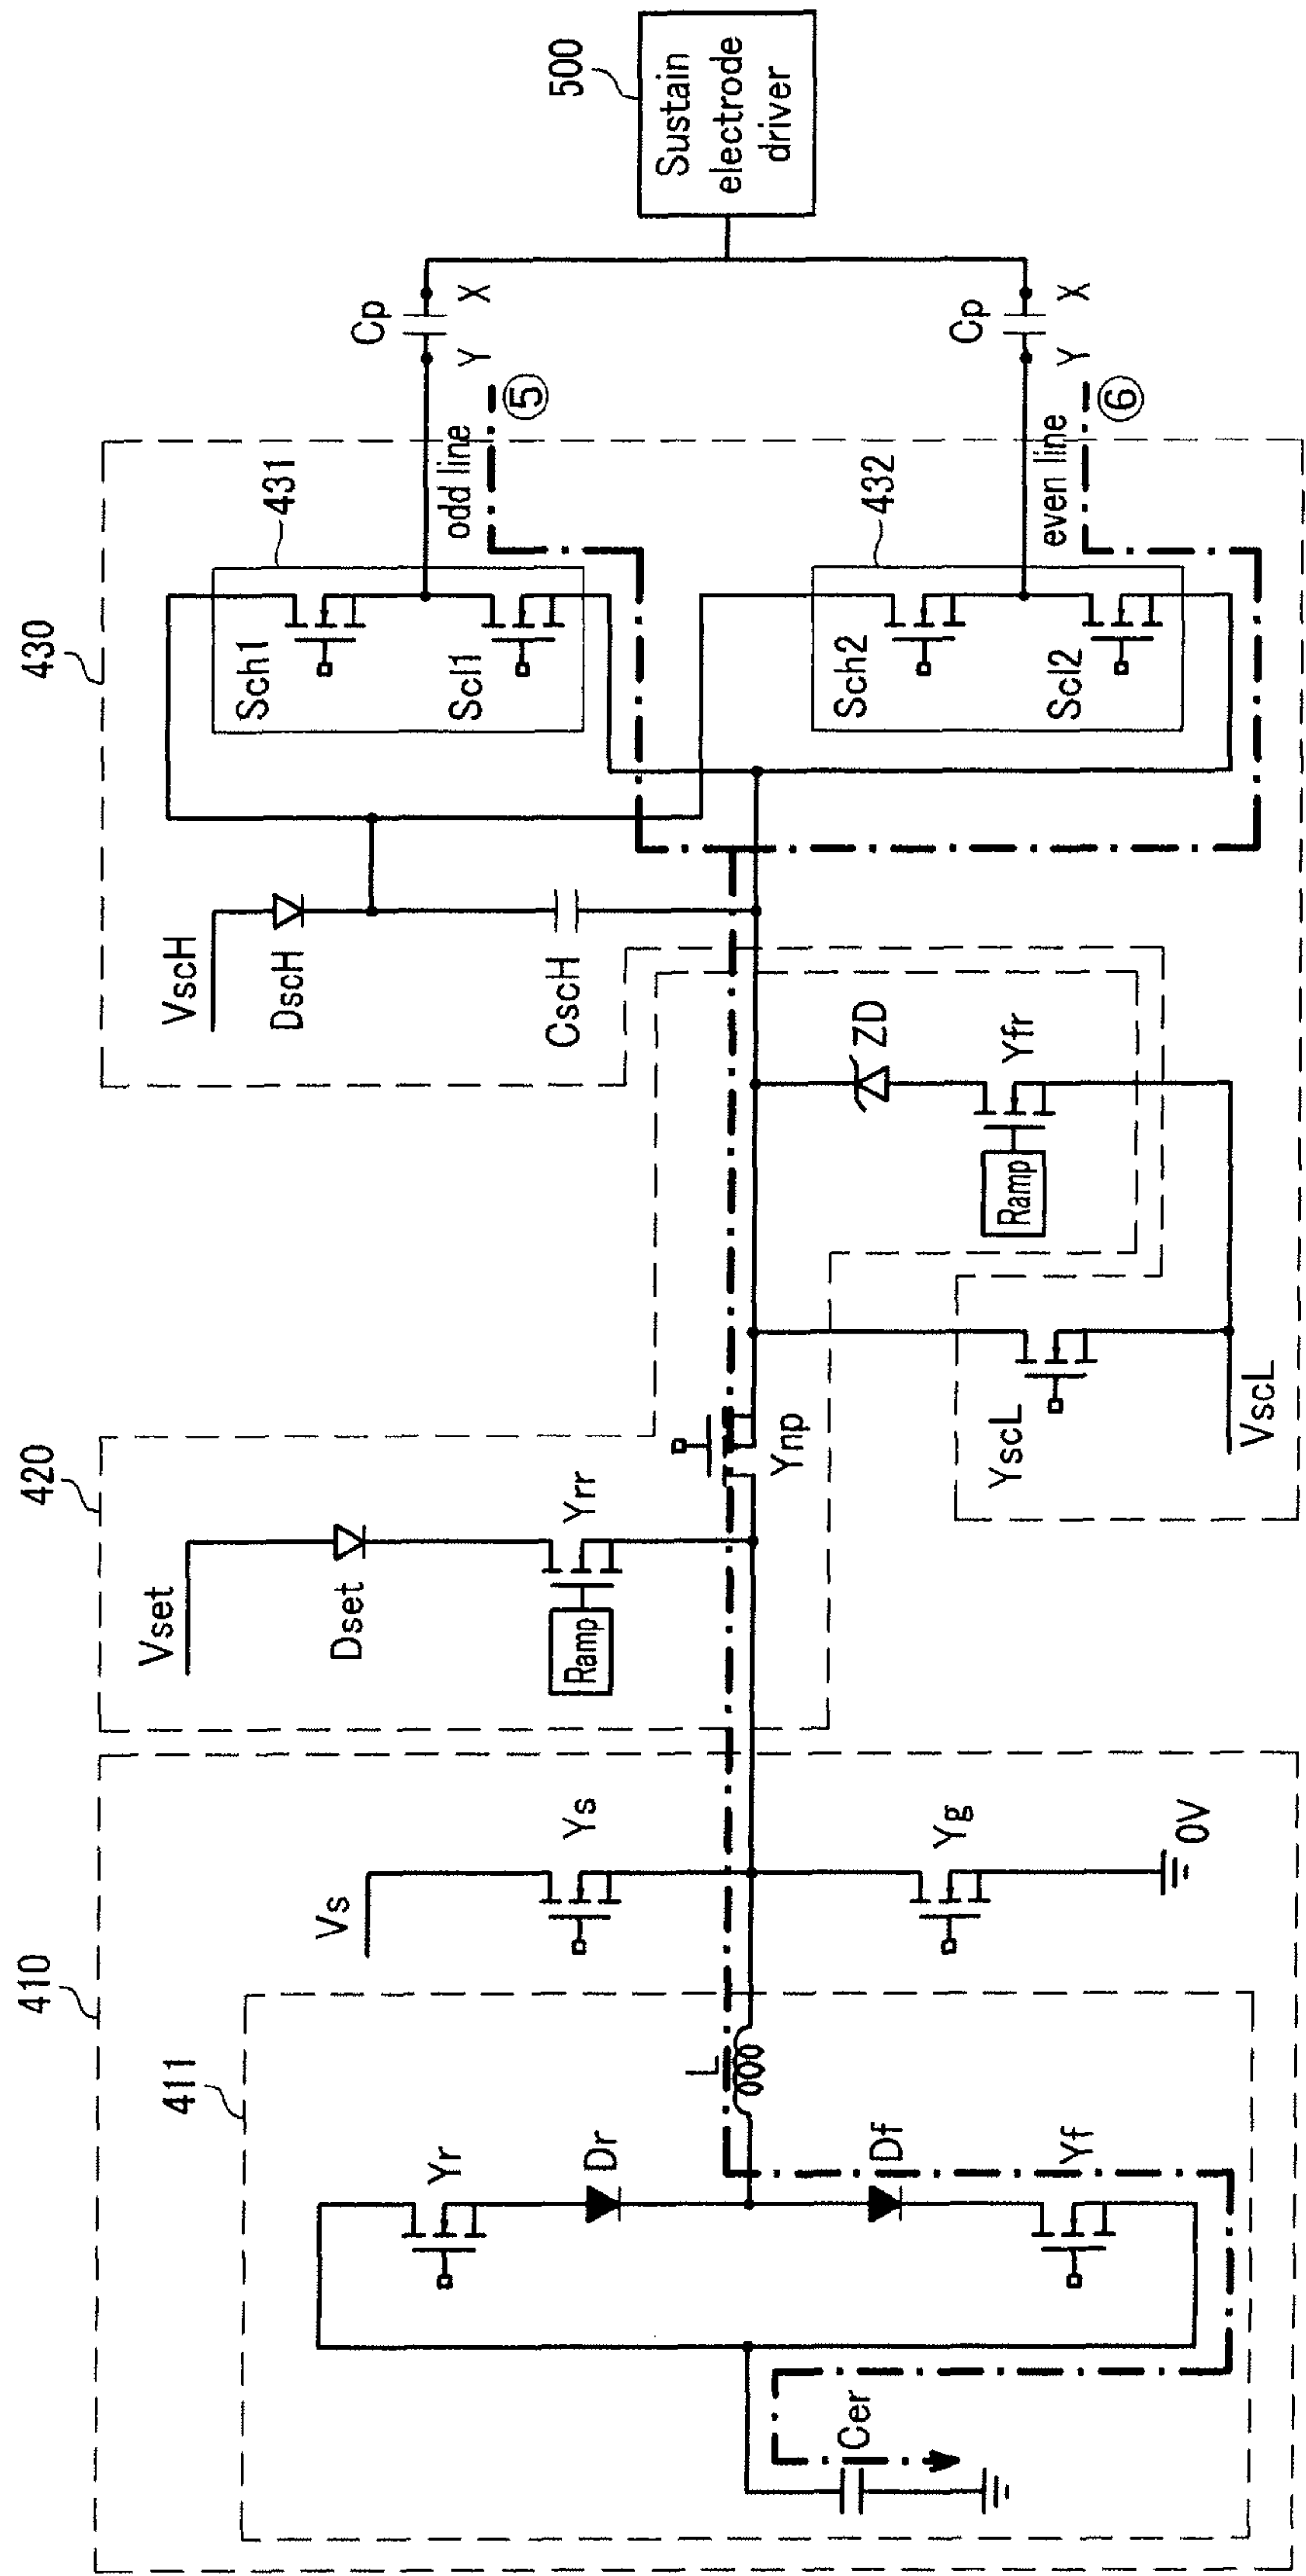 410
411
Cer
Yr
Dr
Df
Yf
L
Vs
Ys
Yg
0V
420
Vset
Dset
Ramp
Yrr
Ynp
YscL
VscL
Ramp
Yfr
ZD
430
VscH
DscH
CscH
431
Sch1
Scl1
432
Sch2
Scl2
odd line
⑤
even line
⑥
Cp
Y
X
Cp
Y
X
500
Sustain
electrode
driver